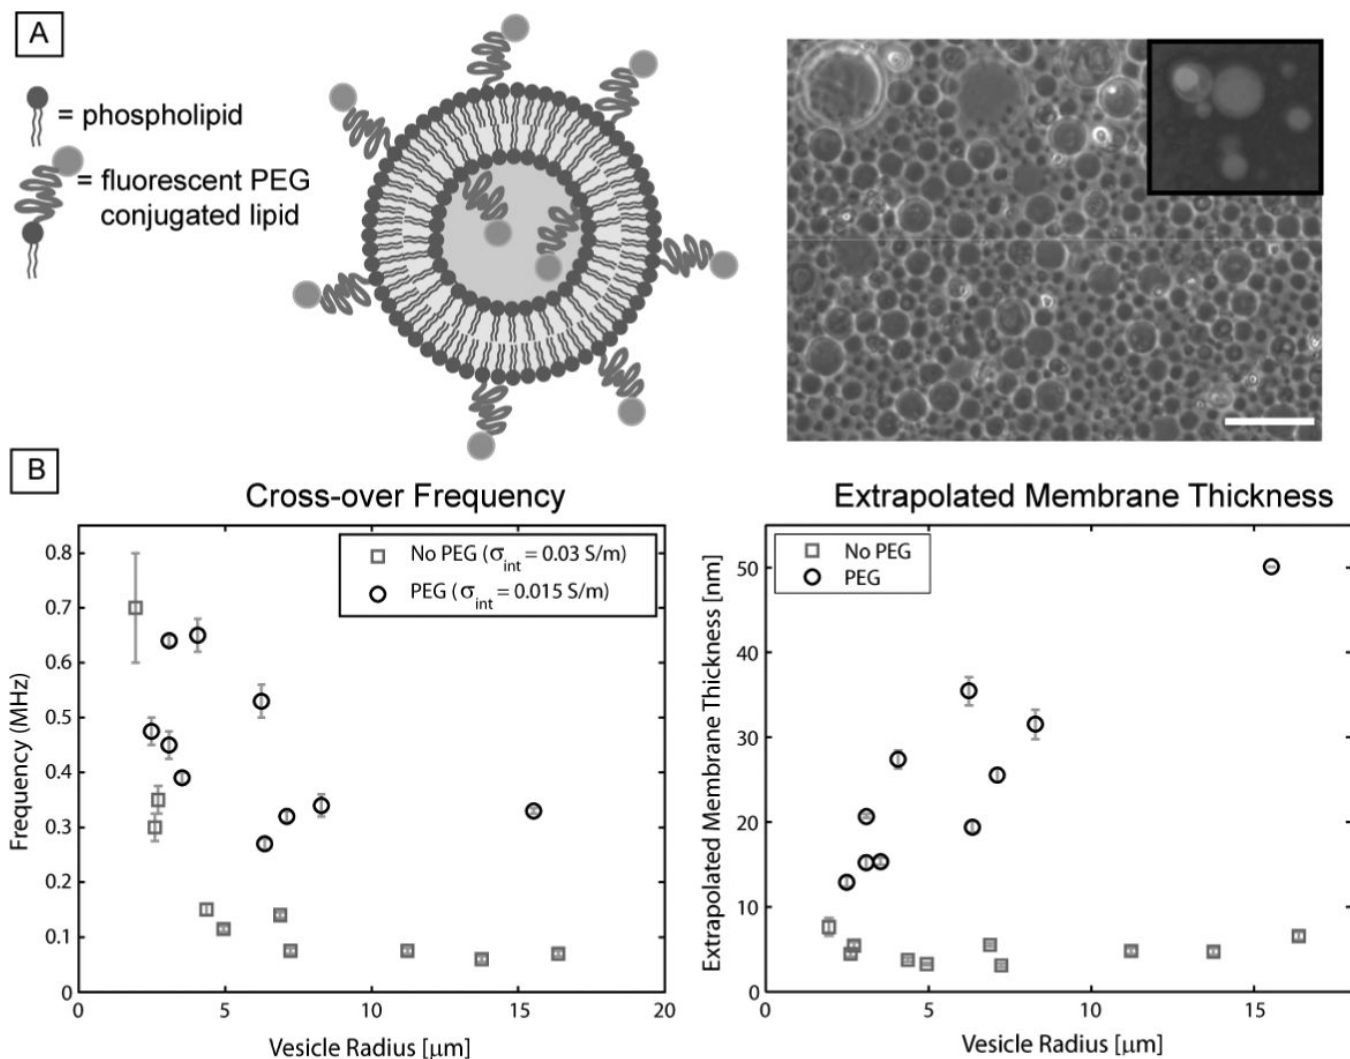 A
= phospholipid
= fluorescent PEG
conjugated lipid
B
Cross-over Frequency
Frequency (MHz)
0.8
0.7
0.6
0.5
0.4
0.3
0.2
0.1
0
No PEG (σint = 0.03 S/m)
PEG (σint = 0.015 S/m)
0 5 10 15 20
Vesicle Radius [μm]
Extrapolated Membrane Thickness
Extrapolated Membrane Thickness [nm]
50
40
30
20
10
0
No PEG
PEG
0 5 10 15
Vesicle Radius [μm]